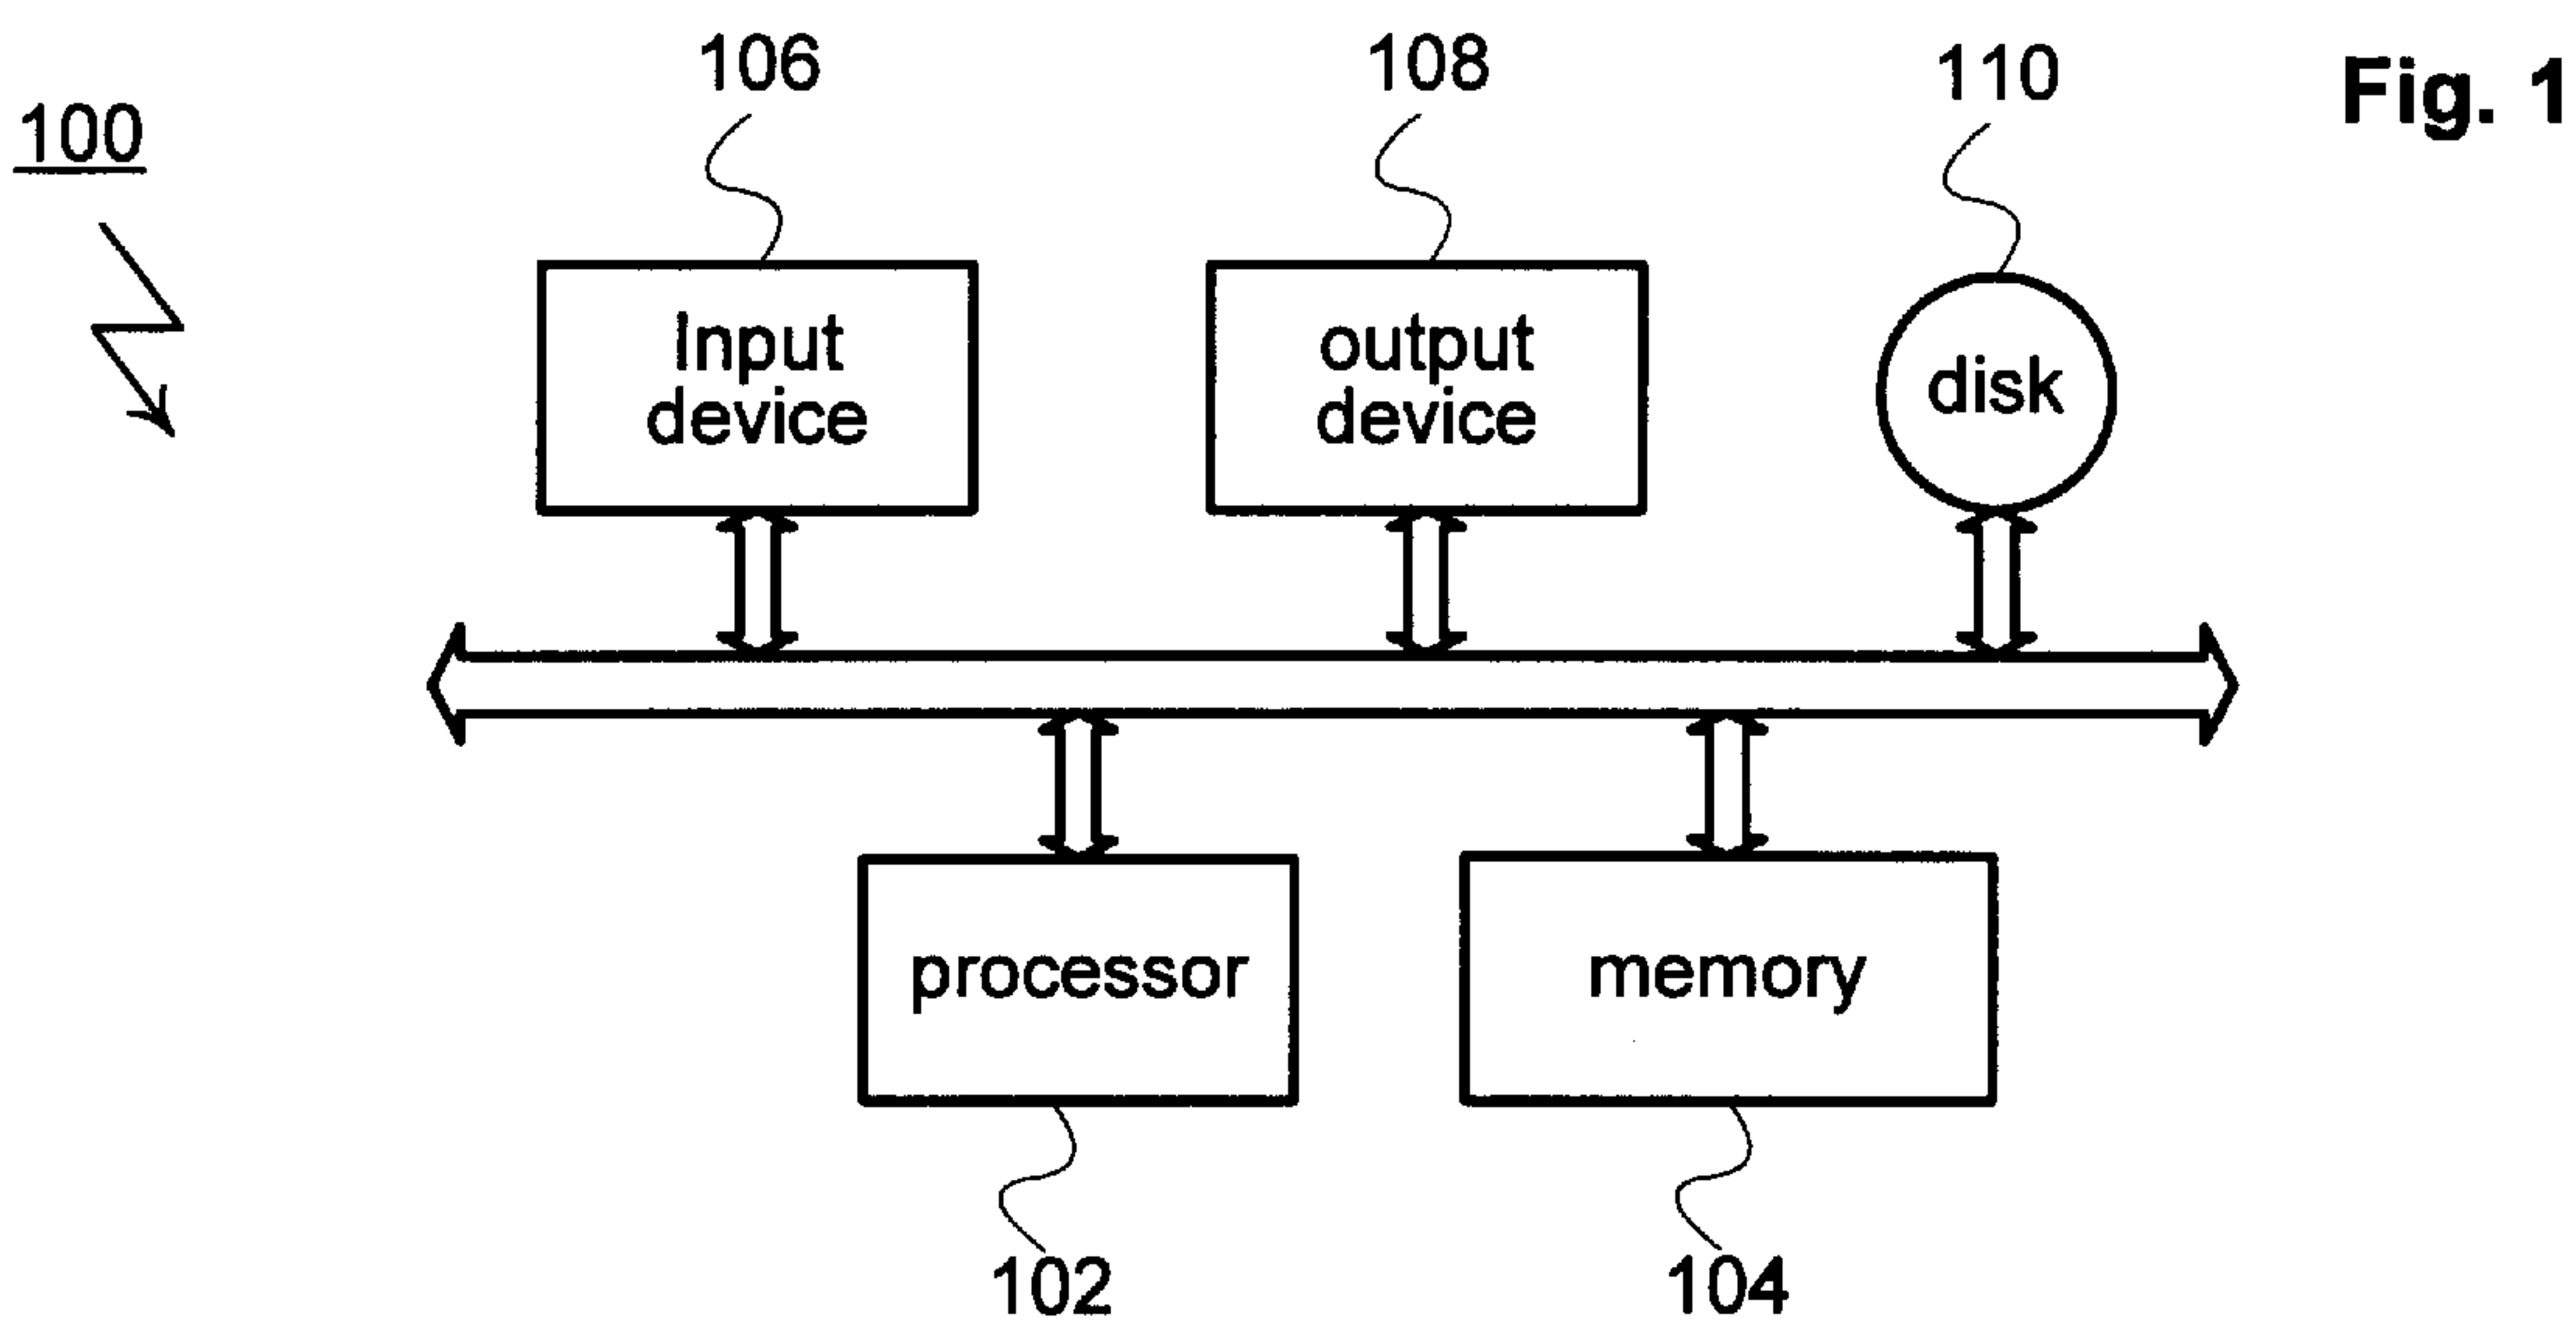 106
108
110
Fig. 1
100
Input
device
output
device
disk
processor
memory
102
104